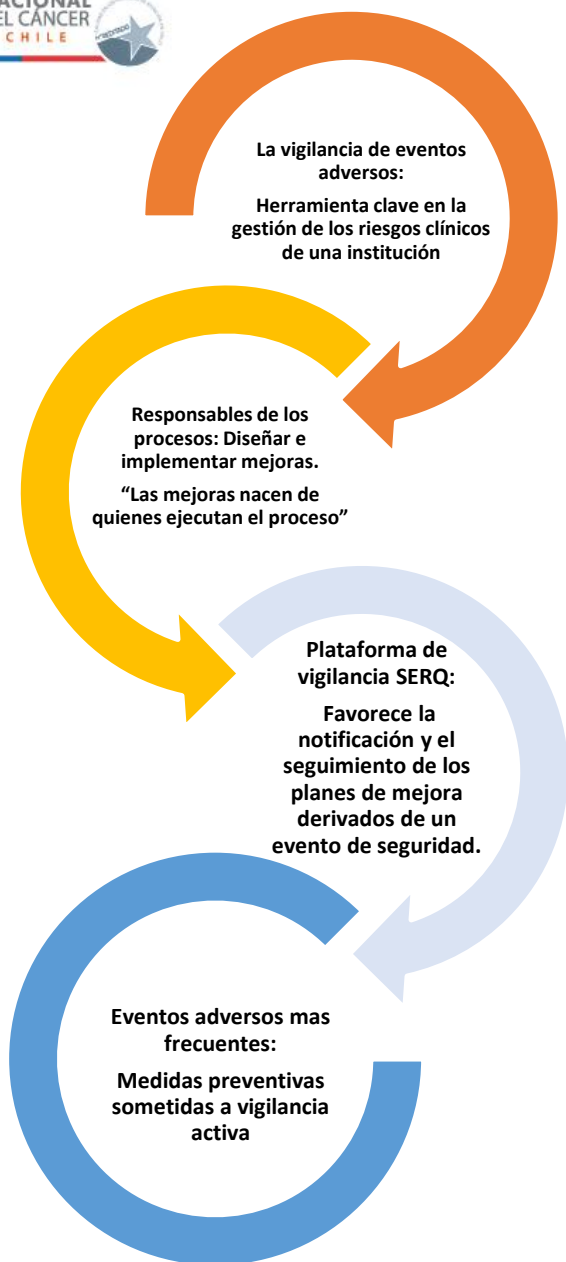 NACIONAL
EL CÁNCER
CHILE
La vigilancia de eventos
adversos:
Herramienta clave en la
gestión de los riesgos clínicos
de una institución
Responsables de los
procesos: Diseñar e
implementar mejoras.
“Las mejoras nacen de
quienes ejecutan el proceso”
Plataforma de
vigilancia SERQ:
Favorece la
notificación y el
seguimiento de los
planes de mejora
derivados de un
evento de seguridad.
Eventos adversos mas
frecuentes:
Medidas preventivas
sometidas a vigilancia
activa